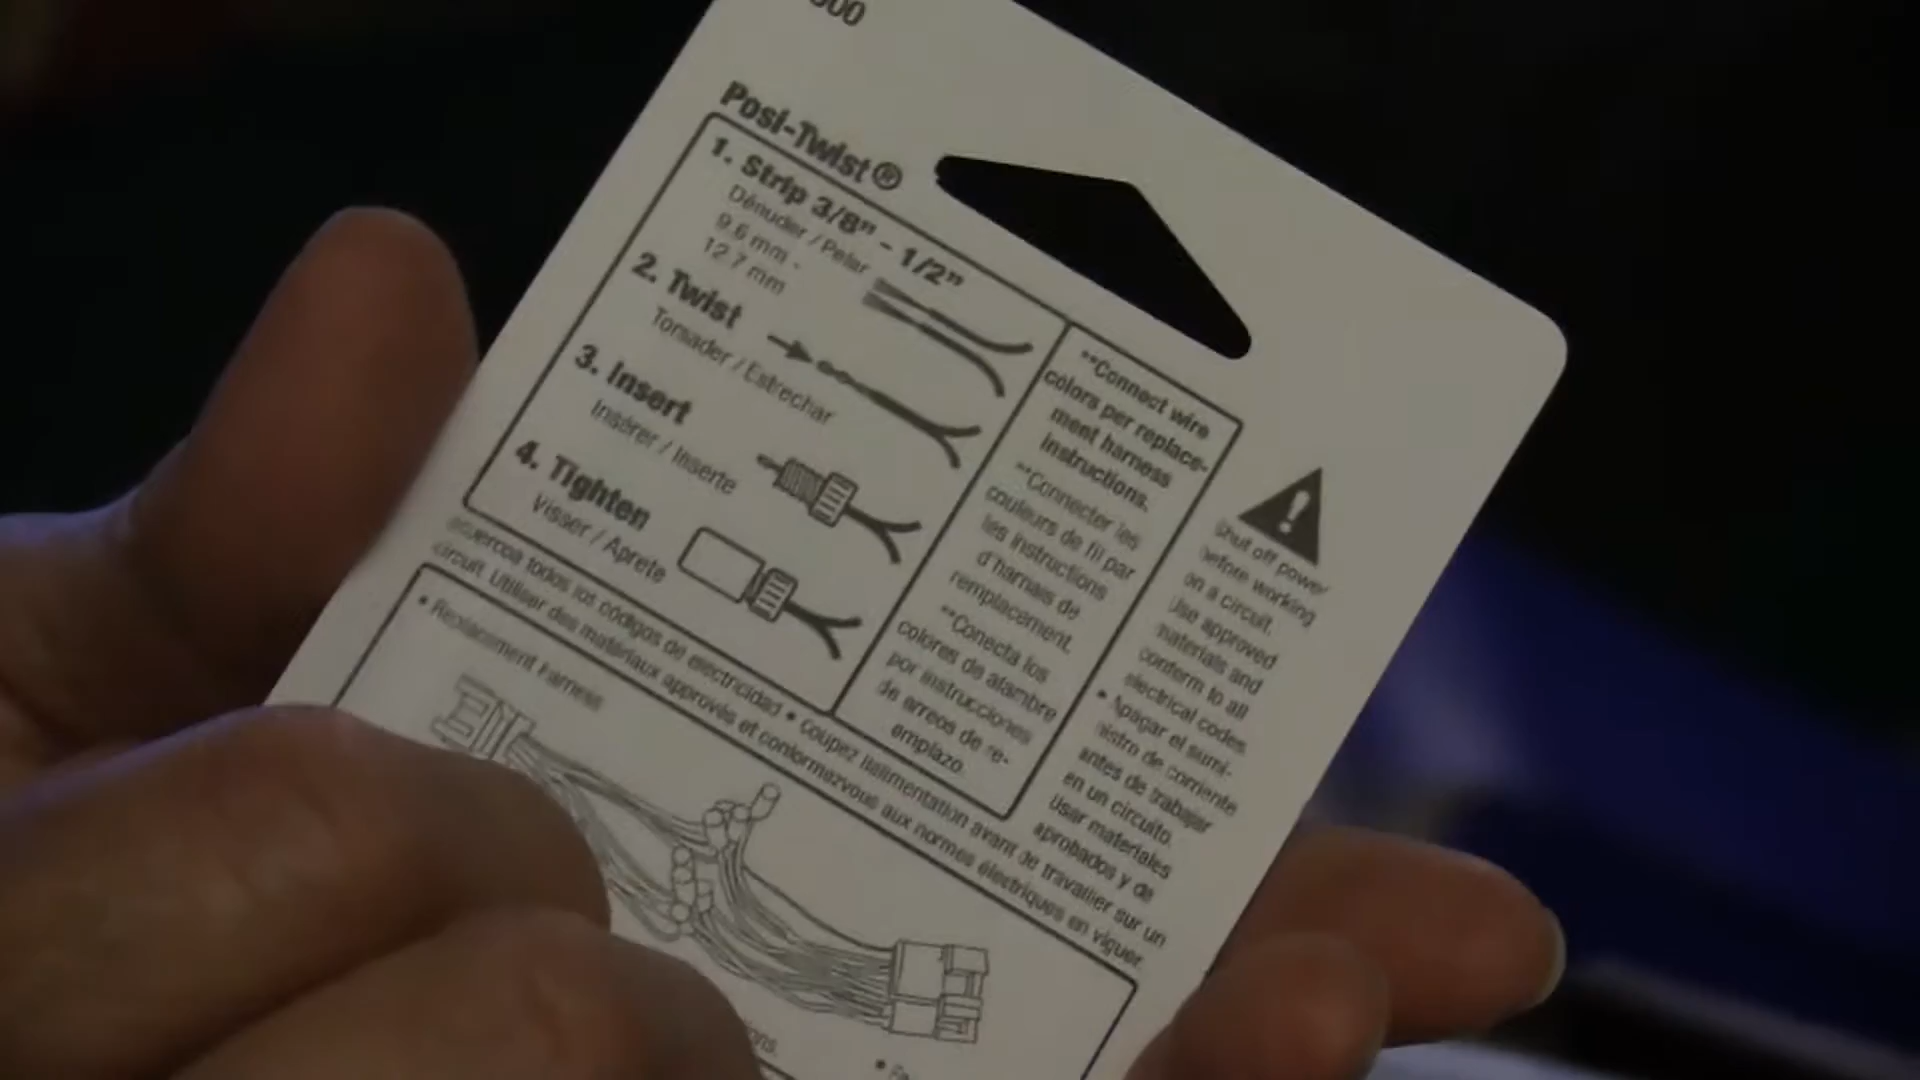 Posi-Twist®
1. Strip 3/8” - 1/2”
Dénuder / Pelar
9.6 mm -
12.7 mm
2. Twist
Torsader / Estrechar
3. Insert
Insérer / Inserte
4. Tighten
Visser / Apreté
**Connect wire
colors per replace-
ment harness
instructions.
**Connecter les
couleurs de fil par
les instructions
d'harnais de
remplacement.
**Conecta los
colores de alambre
por instrucciones
de arreos de re-
emplazo.
Shut off power
before working
on a circuit.
Use approved
materials and
conform to all
electrical codes.
• Apagar el sumi-
nistro de corriente
antes de trabajar
en un circuito.
Usar materiales
aprobados y de
todos los códigos de electricidad • coupez l'alimentation avant de travailler sur un
circuit. Utiliser des matériaux approvés et conformezvous aux normes électriques en viguer.
• Replacement harness